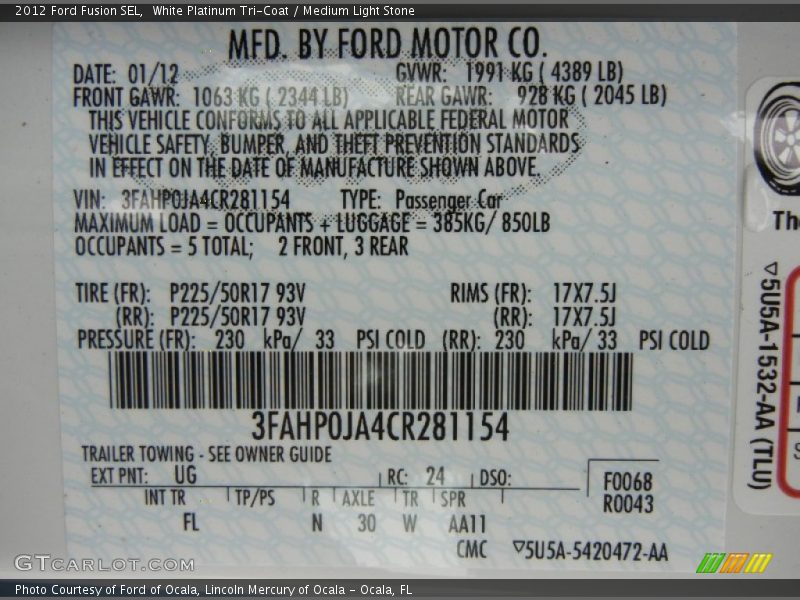 2012 Ford Fusion SEL,  White Platinum Tri-Coat / Medium Light Stone
MFD. BY FORD MOTOR CO.
DATE: 01/12 GVWR: 1991 KG ( 4389 LB)
FRONT GAWR: 1063 KG ( 2344 LB) REAR GAWR: 928 KG ( 2045 LB)
THIS VEHICLE CONFORMS TO ALL APPLICABLE FEDERAL MOTOR
VEHICLE SAFETY, BUMPER, AND THEFT PREVENTION STANDARDS
IN EFFECT ON THE DATE OF MANUFACTURE SHOWN ABOVE.
VIN: 3FAHP0JA4CR281154 TYPE: Passenger Car
MAXIMUM LOAD = OCCUPANTS + LUGGAGE = 385KG/ 850LB
OCCUPANTS = 5 TOTAL; 2 FRONT, 3 REAR
TIRE (FR): P225/50R17 93V RIMS (FR): 17X7.5J
(RR): P225/50R17 93V (RR): 17X7.5J
PRESSURE (FR): 230 kPa/ 33 PSI COLD (RR): 230 kPa/ 33 PSI COLD
3FAHP0JA4CR281154
TRAILER TOWING - SEE OWNER GUIDE
EXT PNT: UG RC: 24 DSO: F0068
INT TR TP/PS R AXLE TR SPR R0043
FL N 30 W AA11
CMC ▽5U5A-5420472-AA
▽5U5A-1532-AA (TLU)
GTCARLOT.COM
Photo Courtesy of Ford of Ocala, Lincoln Mercury of Ocala - Ocala, FL